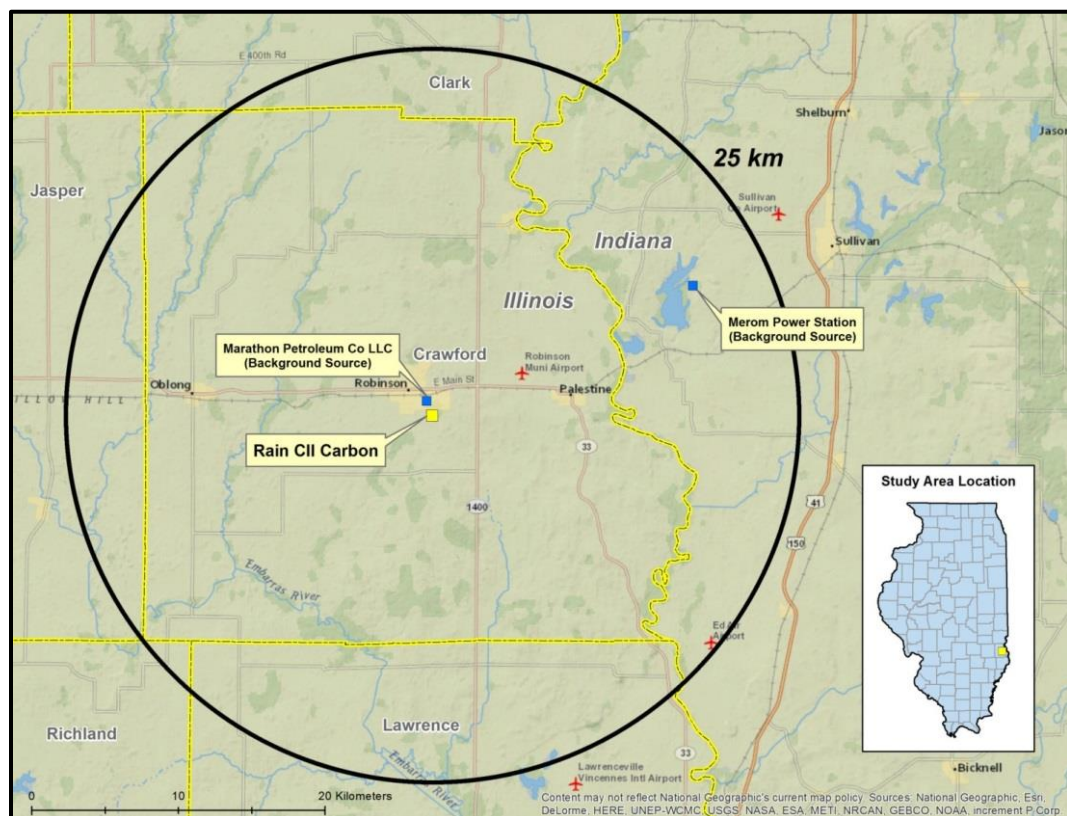 E 400th Rd
Clark
Shelburn
25 km
Jason
Jasper
Sullivan
Co Airport
Indiana
Sullivan
Illinois
Marathon Petroleum Co LLC
(Background Source)
Merom Power Station
(Background Source)
Crawford
Robinson
Muni Airport
Oblong
Robinson
E Main St
Palestine
HILL
Rain CII Carbon
33
Study Area Location
1400
41
150
Embarras River
Airport
Richland
Lawrence
Embarras River
33
Lawrenceville
Vincennes Intl Airport
Bicknell
0 10 20 Kilometers
Content may not reflect National Geographic's current map policy. Sources: National Geographic, Esri,
DeLorme, HERE, UNEP-WCMC, USGS, NASA, ESA, METI, NRCAN, GEBCO, NOAA, increment P Corp.